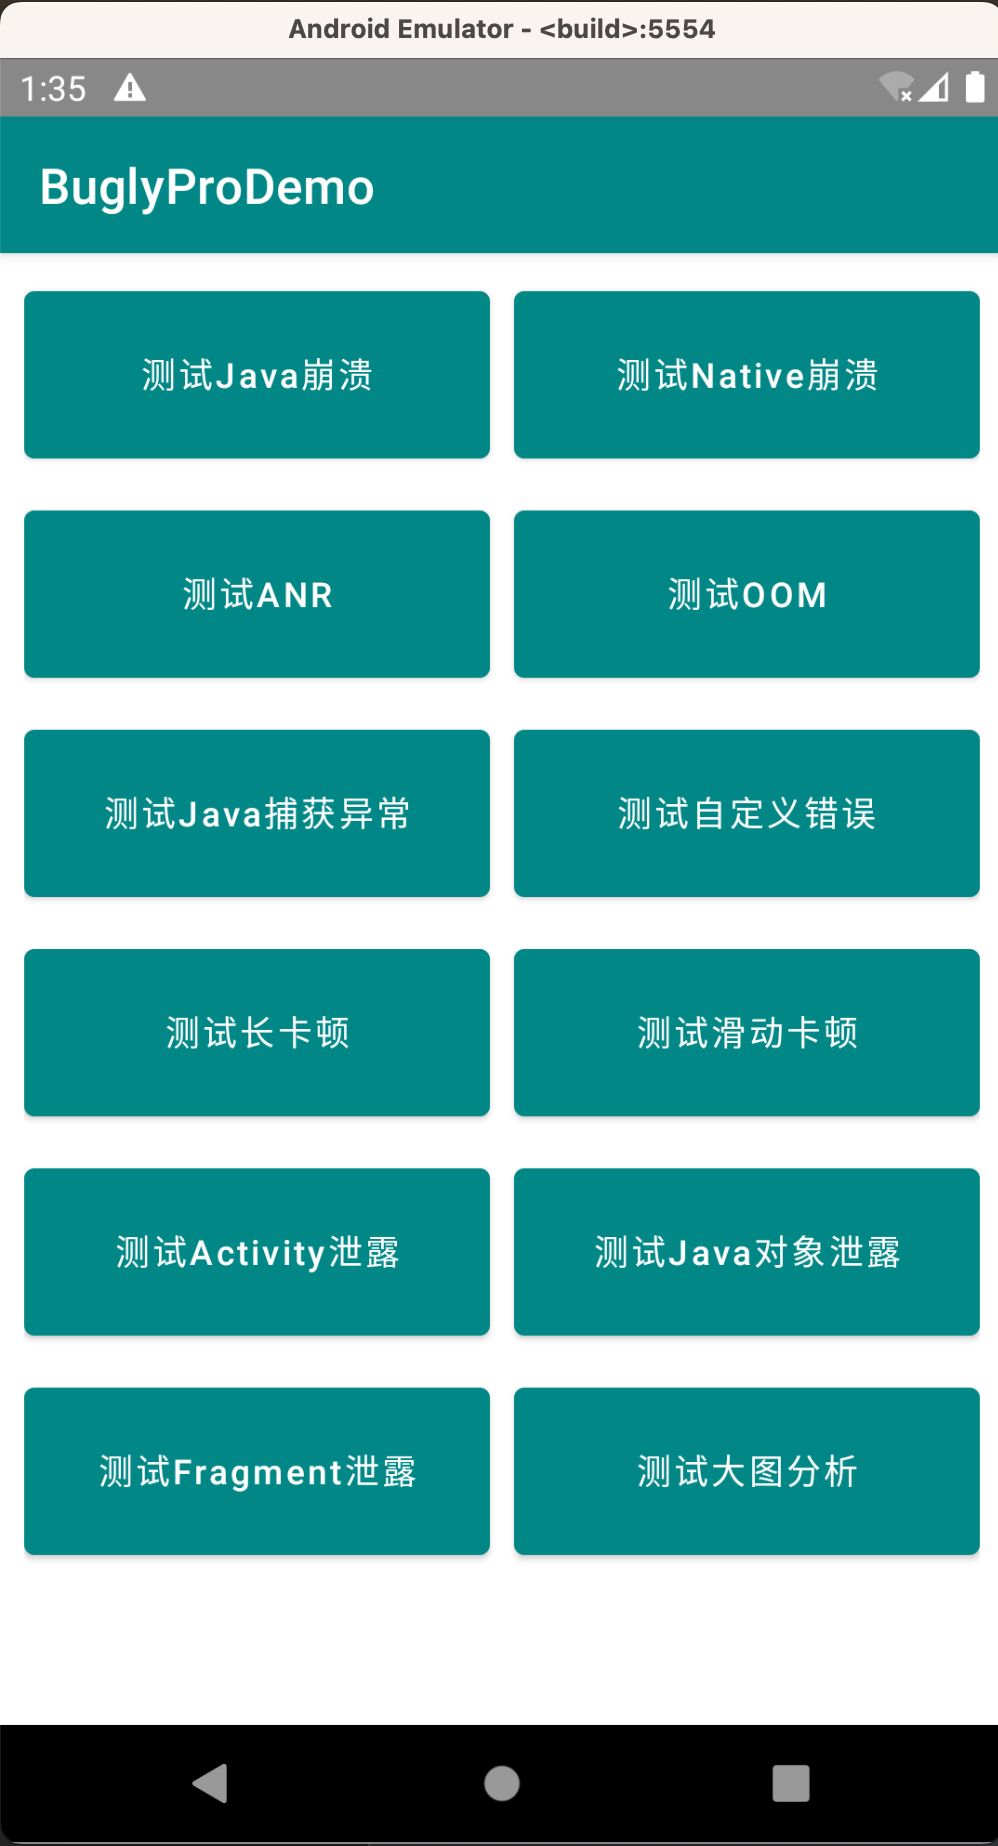 Android Emulator - <build>:5554
1:35
BuglyProDemo
测试Java崩溃
测试Native崩溃
测试ANR
测试OOM
测试Java捕获异常
测试自定义错误
测试长卡顿
测试滑动卡顿
测试Activity泄露
测试Java对象泄露
测试Fragment泄露
测试大图分析